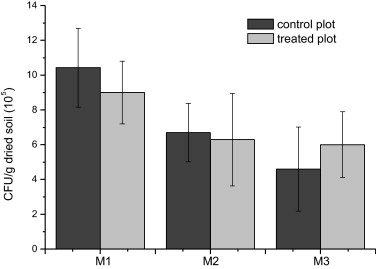 14
12
10
8
6
4
2
0
CFU/g dried soil (10⁵)
control plot
treated plot
M1
M2
M3